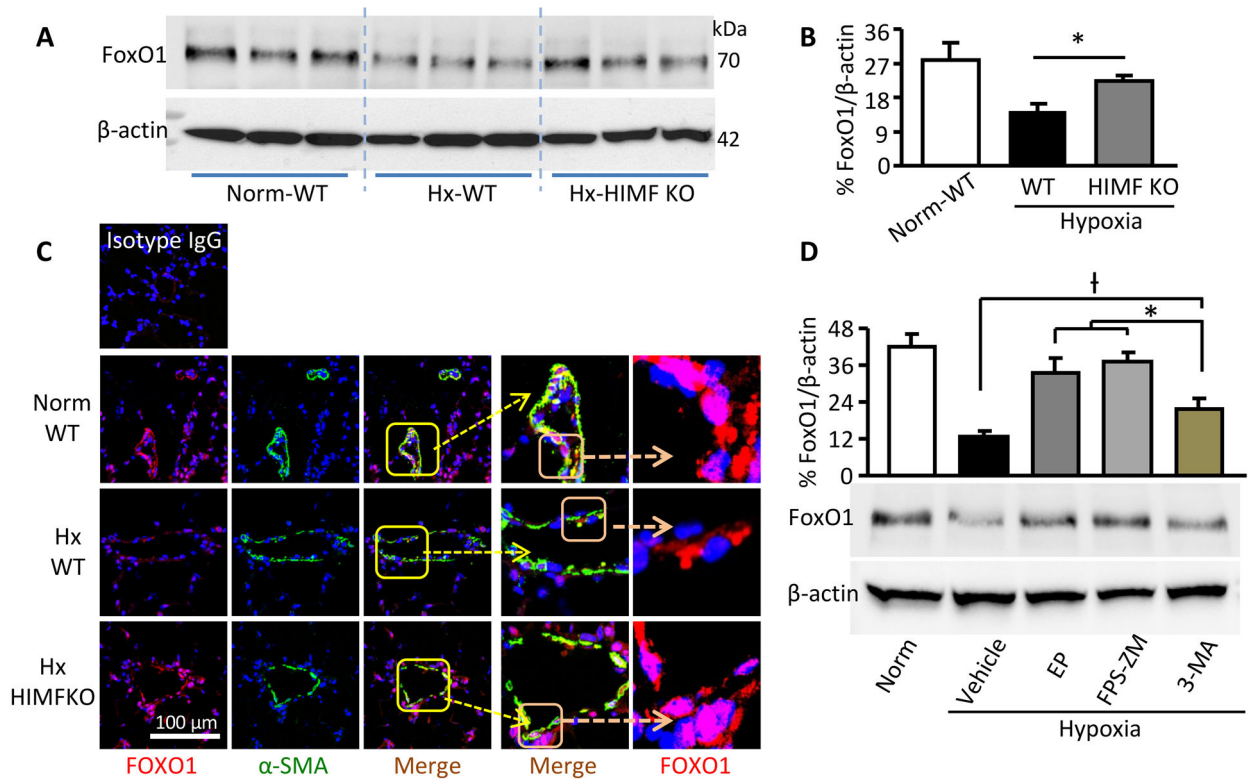 A
kDa
FoxO1
70
β-actin
42
Norm-WT
Hx-WT
Hx-HIMF KO
B
% FoxO1/β-actin
36
27
18
9
0
*
Norm-WT
WT
HIMF KO
Hypoxia
C
Isotype IgG
Norm
WT
Hx
WT
Hx
HIMFKO
100 μm
FOXO1
α-SMA
Merge
Merge
FOXO1
D
ƚ
*
% FoxO1/β-actin
48
36
24
12
0
FoxO1
β-actin
Norm
Vehicle
EP
FPS-ZM
3-MA
Hypoxia